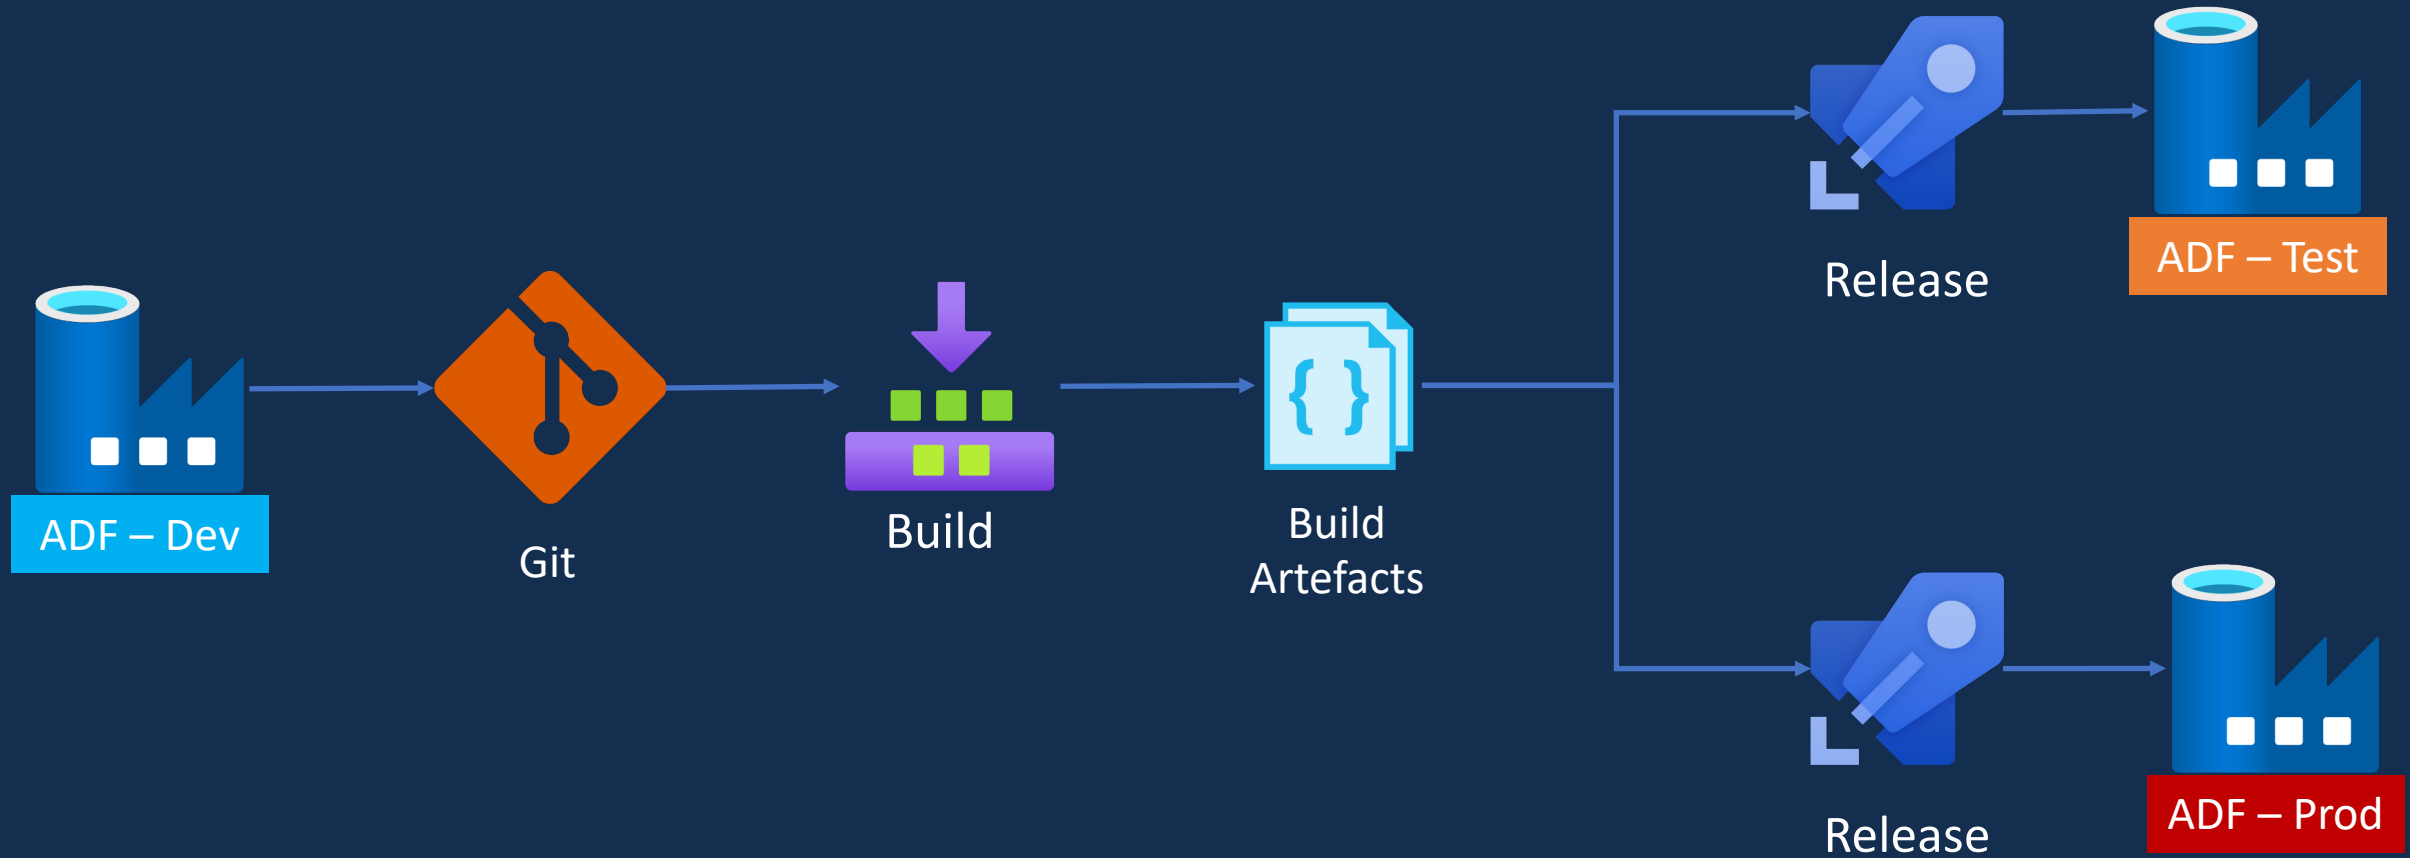 ADF – Dev
Git
Build
Build
Artefacts
Release
ADF – Test
Release
ADF – Prod